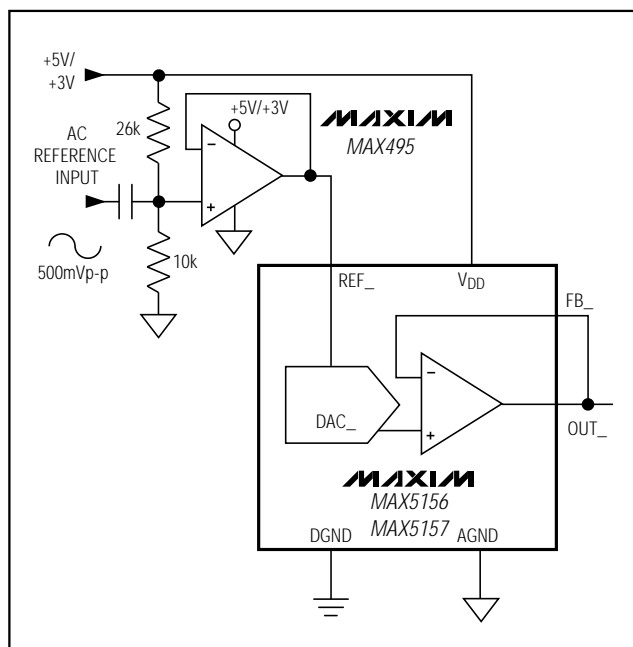 +5V/
+3V
26k
AC
REFERENCE
INPUT
500mVp-p
10k
+5V/+3V
−
+
MAXIM
MAX495
REF_
VDD
FB_
DAC_
−
+
OUT_
MAXIM
MAX5156
MAX5157
DGND
AGND